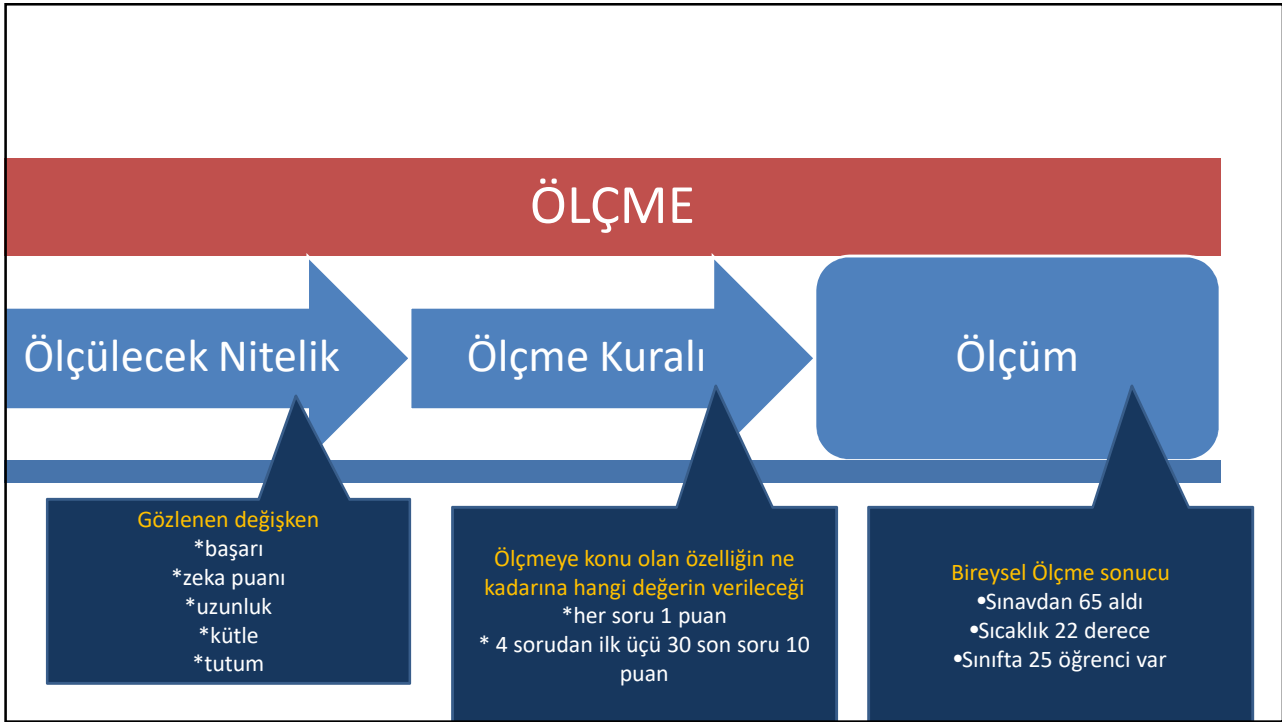 ÖLÇME
Ölçülecek Nitelik
Ölçme Kuralı
Ölçüm
Gözlenen değişken
*başarı
*zeka puanı
*uzunluk
*kütle
*tutum
Ölçmeye konu olan özelliğin ne
kadarına hangi değerin verileceği
*her soru 1 puan
* 4 sorudan ilk üçü 30 son soru 10
puan
Bireysel Ölçme sonucu
•Sınavdan 65 aldı
•Sıcaklık 22 derece
•Sınıfta 25 öğrenci var